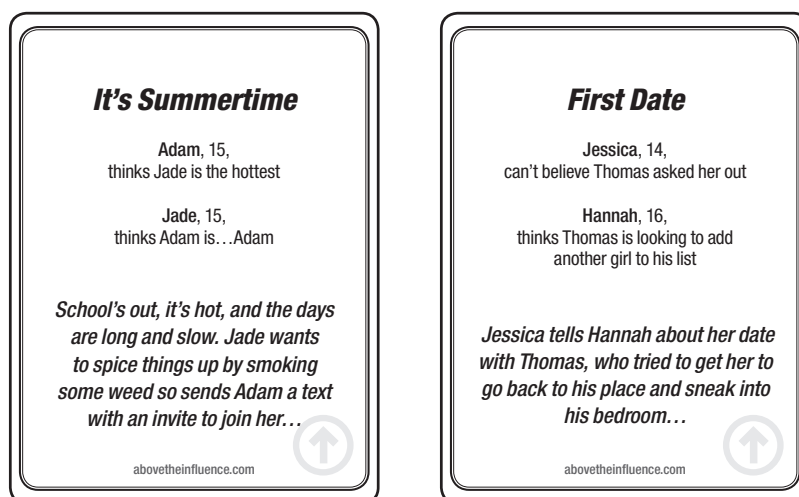 It’s Summertime
Adam, 15,
thinks Jade is the hottest
Jade, 15,
thinks Adam is…Adam
School’s out, it’s hot, and the days
are long and slow. Jade wants
to spice things up by smoking
some weed so sends Adam a text
with an invite to join her…
abovetheinfluence.com
First Date
Jessica, 14,
can’t believe Thomas asked her out
Hannah, 16,
thinks Thomas is looking to add
another girl to his list
Jessica tells Hannah about her date
with Thomas, who tried to get her to
go back to his place and sneak into
his bedroom…
abovetheinfluence.com